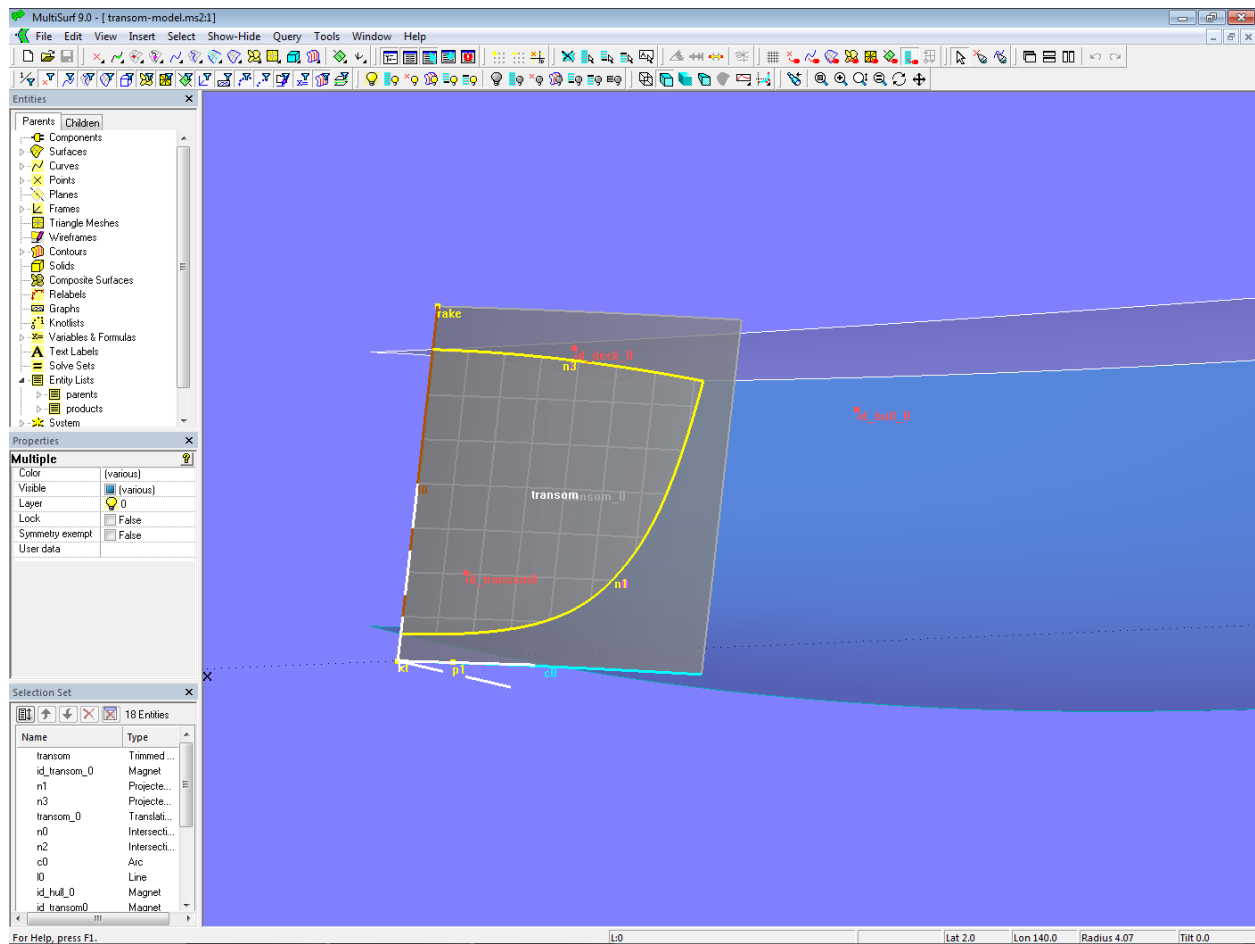 MultiSurf 9.0 - [ transom-model.ms2:1]
File Edit View Insert Select Show-Hide Query Tools Window Help
Entities
Parents Children
Components
Surfaces
Curves
Points
Planes
Frames
Triangle Meshes
Wireframes
Contours
Solids
Composite Surfaces
Relabels
Graphs
Knotlists
Variables & Formulas
Text Labels
Solve Sets
Entity Lists
parents
products
System
Properties
Multiple
Color (various)
Visible (various)
Layer 0
Lock False
Symmetry exempt False
User data
Selection Set
18 Entities
Name Type
transom Trimmed ...
id_transom_0 Magnet
n1 Projecte...
n3 Projecte...
transom_0 Translati...
n0 Intersecti...
n2 Intersecti...
c0 Arc
l0 Line
id_hull_0 Magnet
id_transom0 Magnet
rake
id_deck_0
n3
id_hull_0
transom
nsom_0
n1
p1
c0
X
For Help, press F1.
L:0
Lat 2.0 Lon 140.0 Radius 4.07 Tilt 0.0